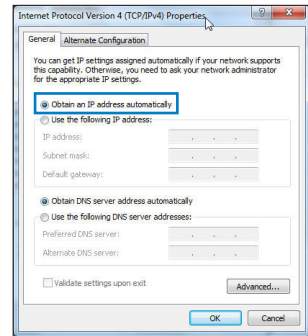 Internet Protocol Version 4 (TCP/IPv4) Properties
General
Alternate Configuration
You can get IP settings assigned automatically if your network supports
this capability. Otherwise, you need to ask your network administrator
for the appropriate IP settings.
Obtain an IP address automatically
Use the following IP address:
IP address:
Subnet mask:
Default gateway:
Obtain DNS server address automatically
Use the following DNS server addresses:
Preferred DNS server:
Alternate DNS server:
Validate settings upon exit
Advanced...
OK
Cancel